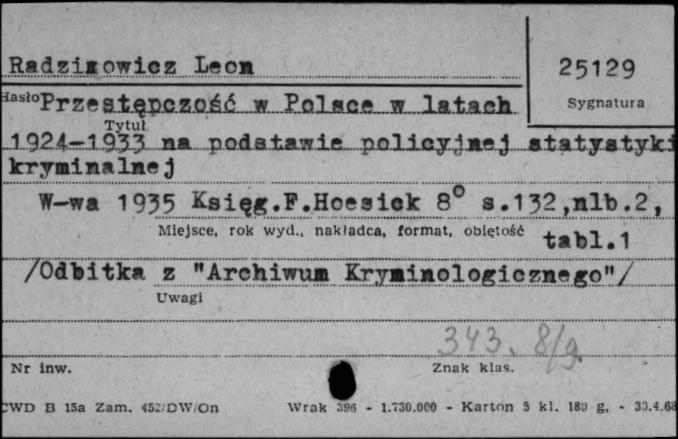 Radzinowicz Leon
25129
Sygnatura
Hasło Przestępczość w Polsce w latach
Tytuł
1924-1933 na podstawie policyjnej statystyki
kryminalnej
W-wa 1935 Księg.F.Hoesick 8° s.132,nlb.2,
Miejsce, rok wyd., nakładca, format, objętość
tabl.1
/Odbitka z "Archiwum Kryminologicznego"/
Uwagi
343. 8/9.
Nr inw.
Znak klas.
CWD B 15a Zam. 452/DW/On
Wrak 396 - 1.730.000 - Karton 5 kl. 180 g, - 30.4.68